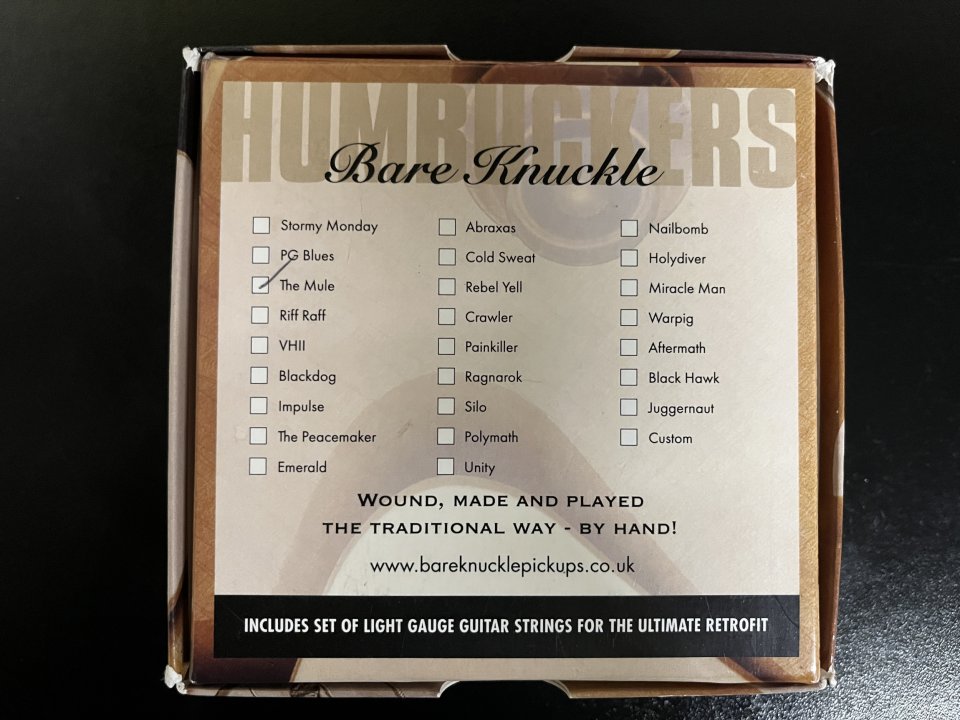 HUMBUCKERS
Bare Knuckle
Stormy Monday
PG Blues
The Mule
Riff Raff
VHII
Blackdog
Impulse
The Peacemaker
Emerald
Abraxas
Cold Sweat
Rebel Yell
Crawler
Painkiller
Ragnarok
Silo
Polymath
Unity
Nailbomb
Holydiver
Miracle Man
Warpig
Aftermath
Black Hawk
Juggernaut
Custom
WOUND, MADE AND PLAYED
THE TRADITIONAL WAY - BY HAND!
www.bareknucklepickups.co.uk
INCLUDES SET OF LIGHT GAUGE GUITAR STRINGS FOR THE ULTIMATE RETROFIT